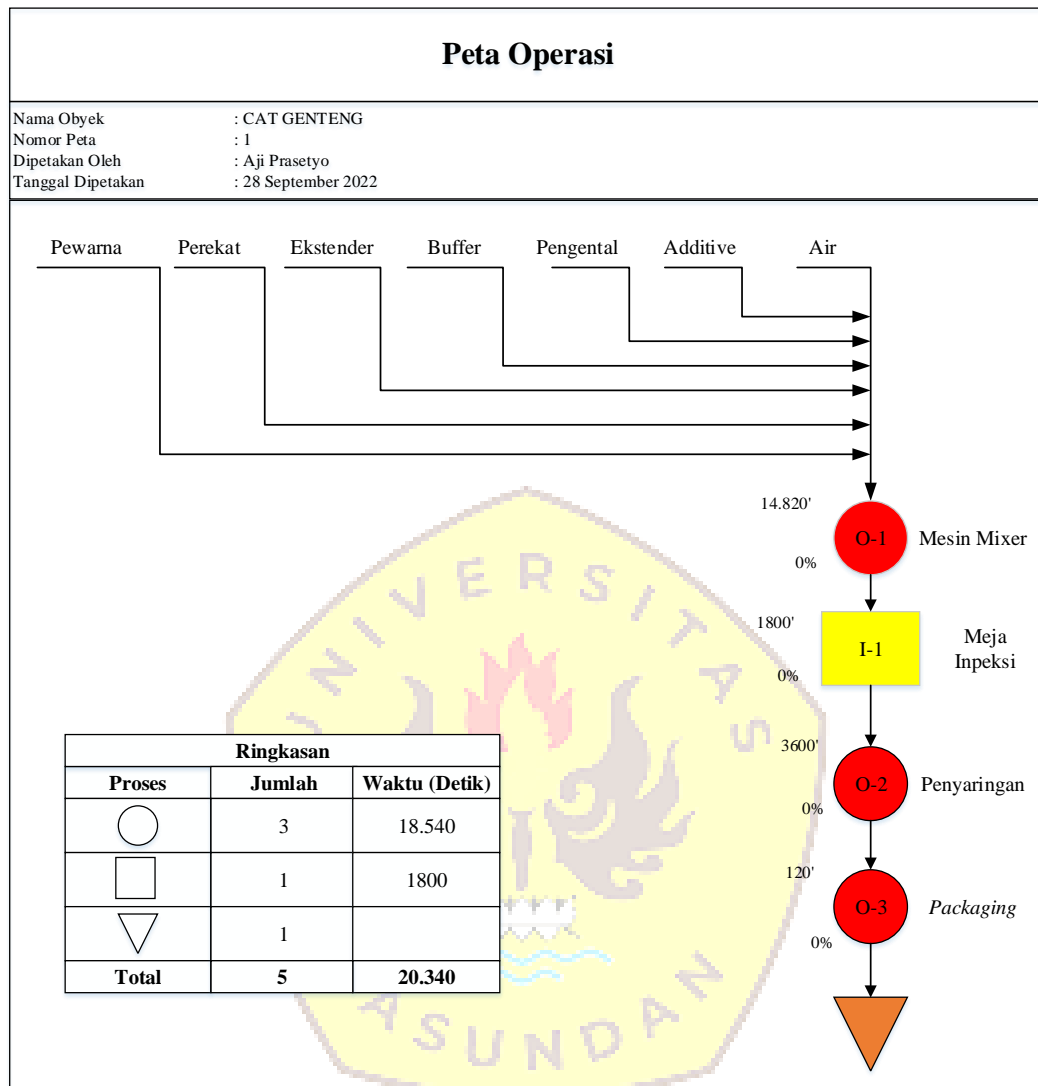 Peta Operasi
Nama Obyek : CAT GENTENG
Nomor Peta : 1
Dipetakan Oleh : Aji Prasetyo
Tanggal Dipetakan : 28 September 2022
Pewarna Perekat Ekstender Buffer Pengental Additive Air
14.820'
O-1 Mesin Mixer
0%
1800'
I-1 Meja
Inpeksi
0%
3600'
O-2 Penyaringan
0%
120'
O-3 Packaging
0%
Ringkasan
Proses Jumlah Waktu (Detik)
3 18.540
1 1800
1
Total 5 20.340
UNIVERSITAS
PASUNDAN